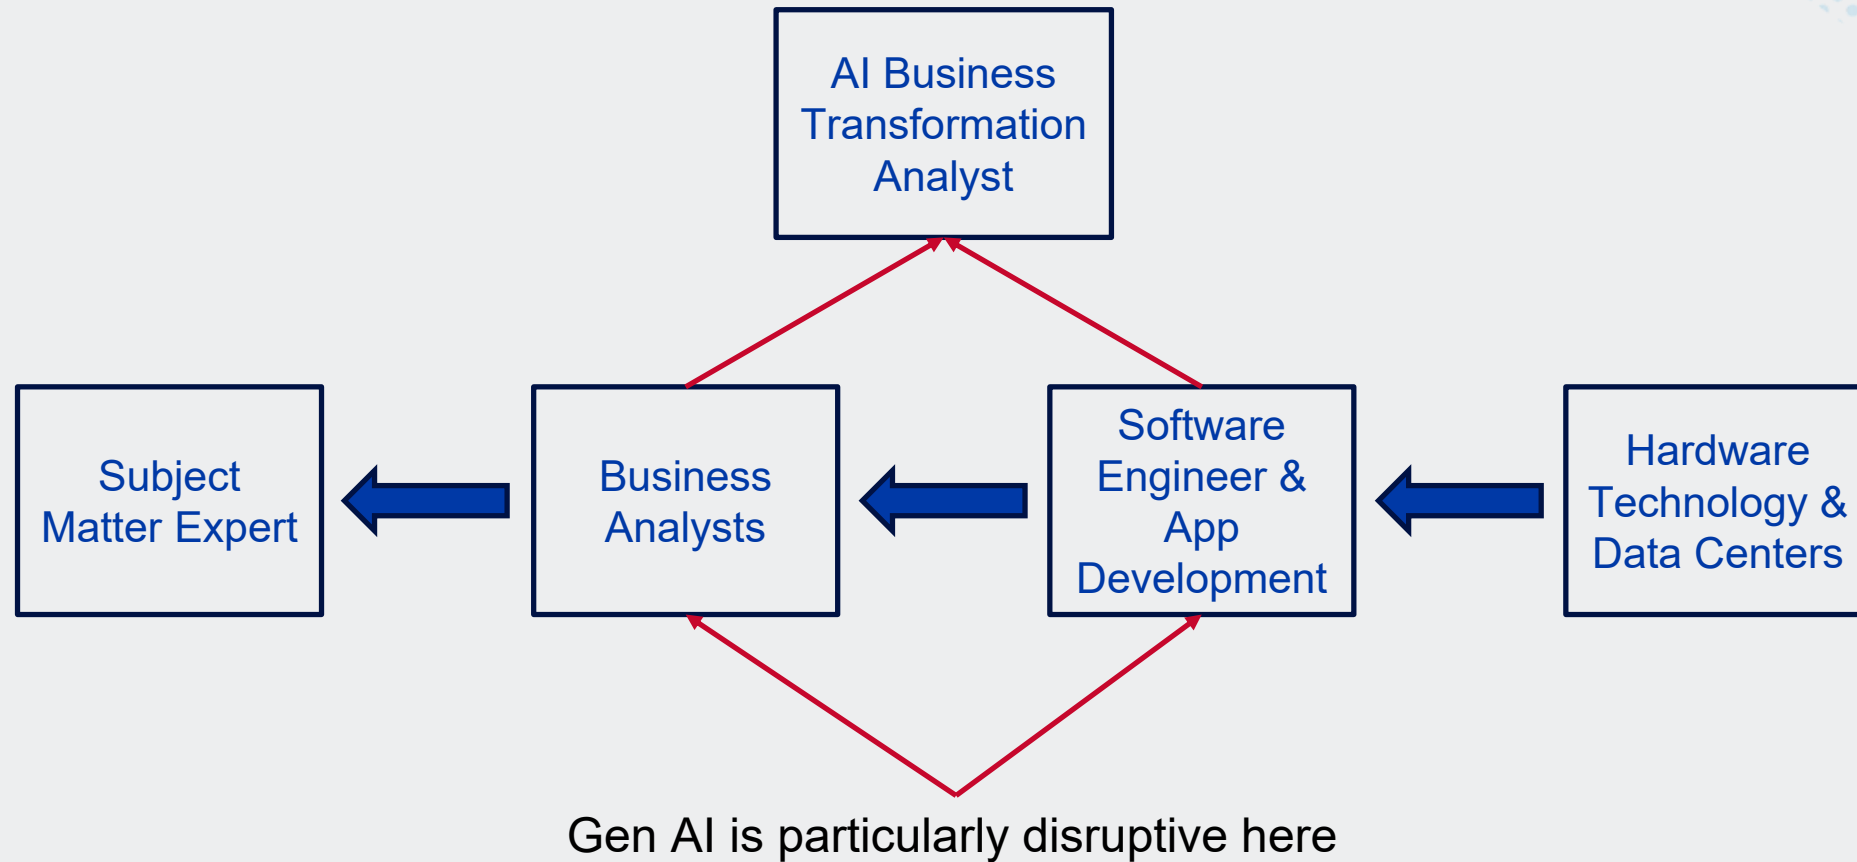 AI Business
Transformation
Analyst
Subject
Matter Expert
Business
Analysts
Software
Engineer &
App
Development
Hardware
Technology &
Data Centers
Gen AI is particularly disruptive here